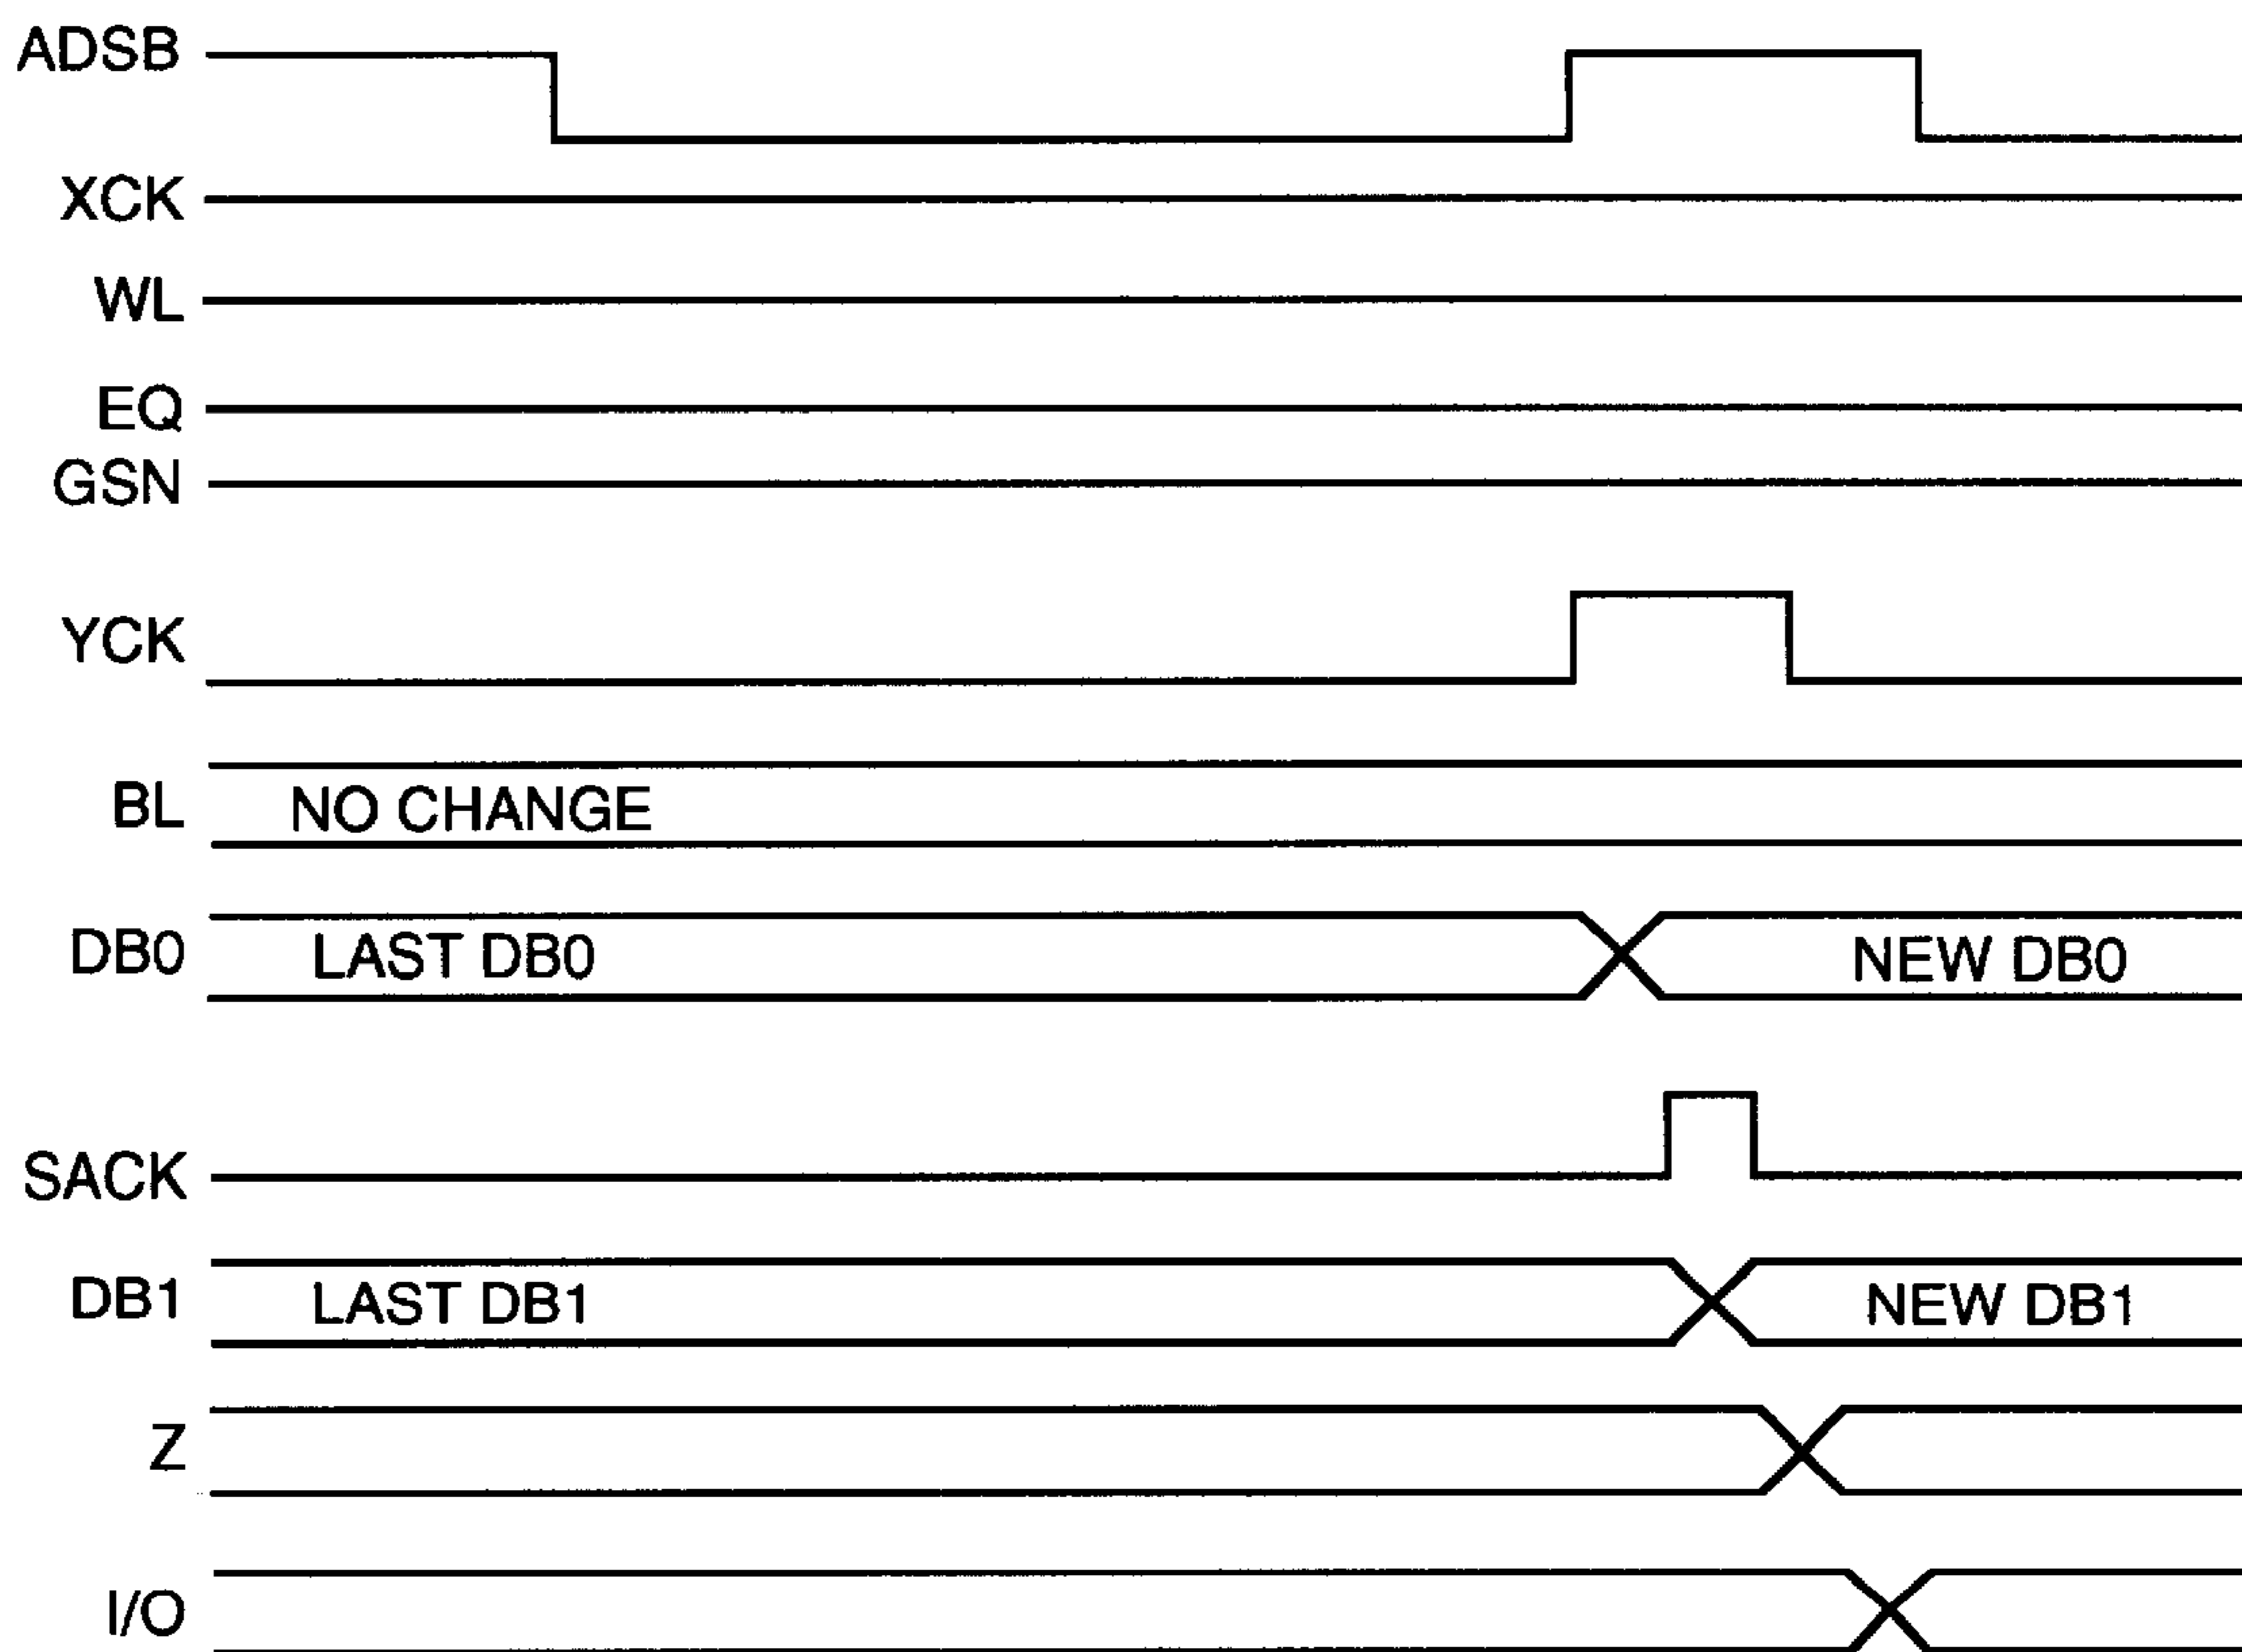 ADSB
XCK
WL
EQ
GSN
YCK
BL NO CHANGE
DB0 LAST DB0 NEW DB0
SACK
DB1 LAST DB1 NEW DB1
Z
I/O